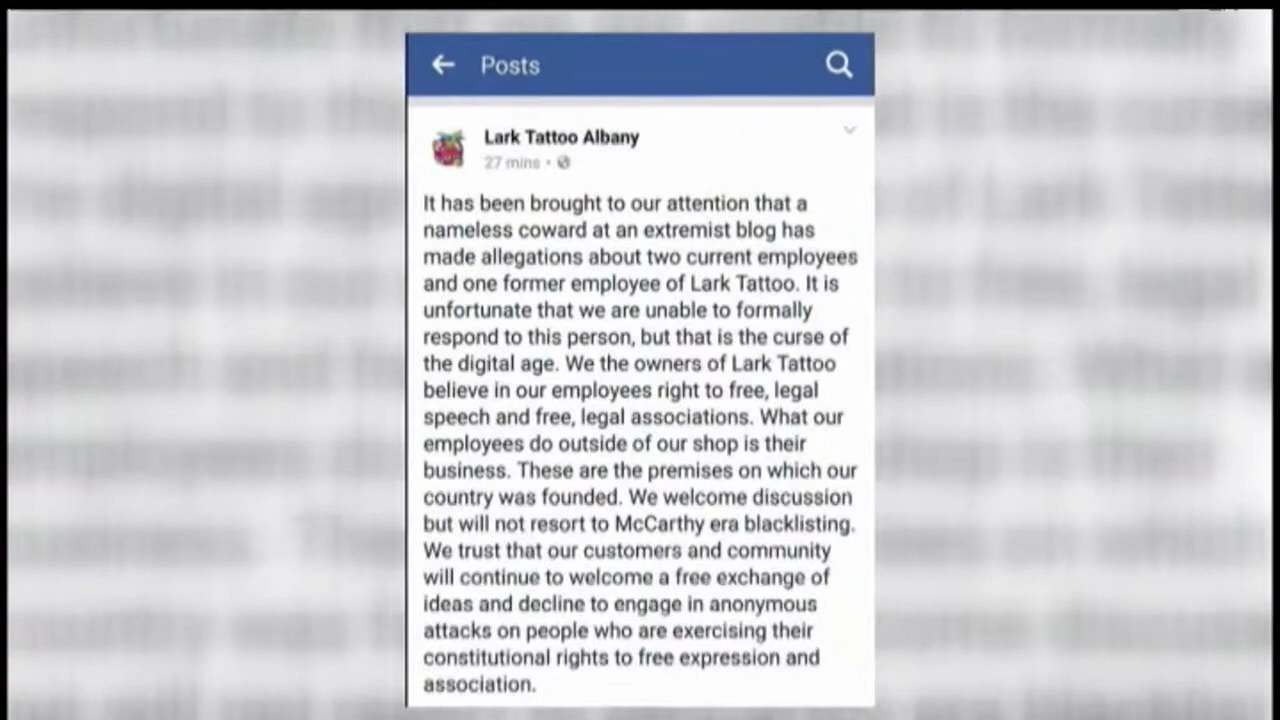 Posts
Lark Tattoo Albany
27 mins •
It has been brought to our attention that a
nameless coward at an extremist blog has
made allegations about two current employees
and one former employee of Lark Tattoo. It is
unfortunate that we are unable to formally
respond to this person, but that is the curse of
the digital age. We the owners of Lark Tattoo
believe in our employees right to free, legal
speech and free, legal associations. What our
employees do outside of our shop is their
business. These are the premises on which our
country was founded. We welcome discussion
but will not resort to McCarthy era blacklisting.
We trust that our customers and community
will continue to welcome a free exchange of
ideas and decline to engage in anonymous
attacks on people who are exercising their
constitutional rights to free expression and
association.